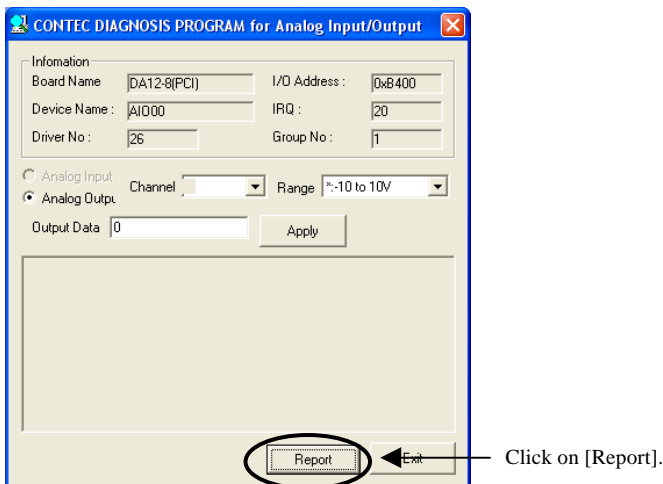 CONTEC DIAGNOSIS PROGRAM for Analog Input/Output
Infomation
Board Name DA12-8(PCI) I/O Address : 0xB400
Device Name : AIO00 IRQ : 20
Driver No : 26 Group No : 1
Analog Input
Analog Outpu Channel Range *:-10 to 10V
Output Data 0 Apply
Report Exit Click on [Report].